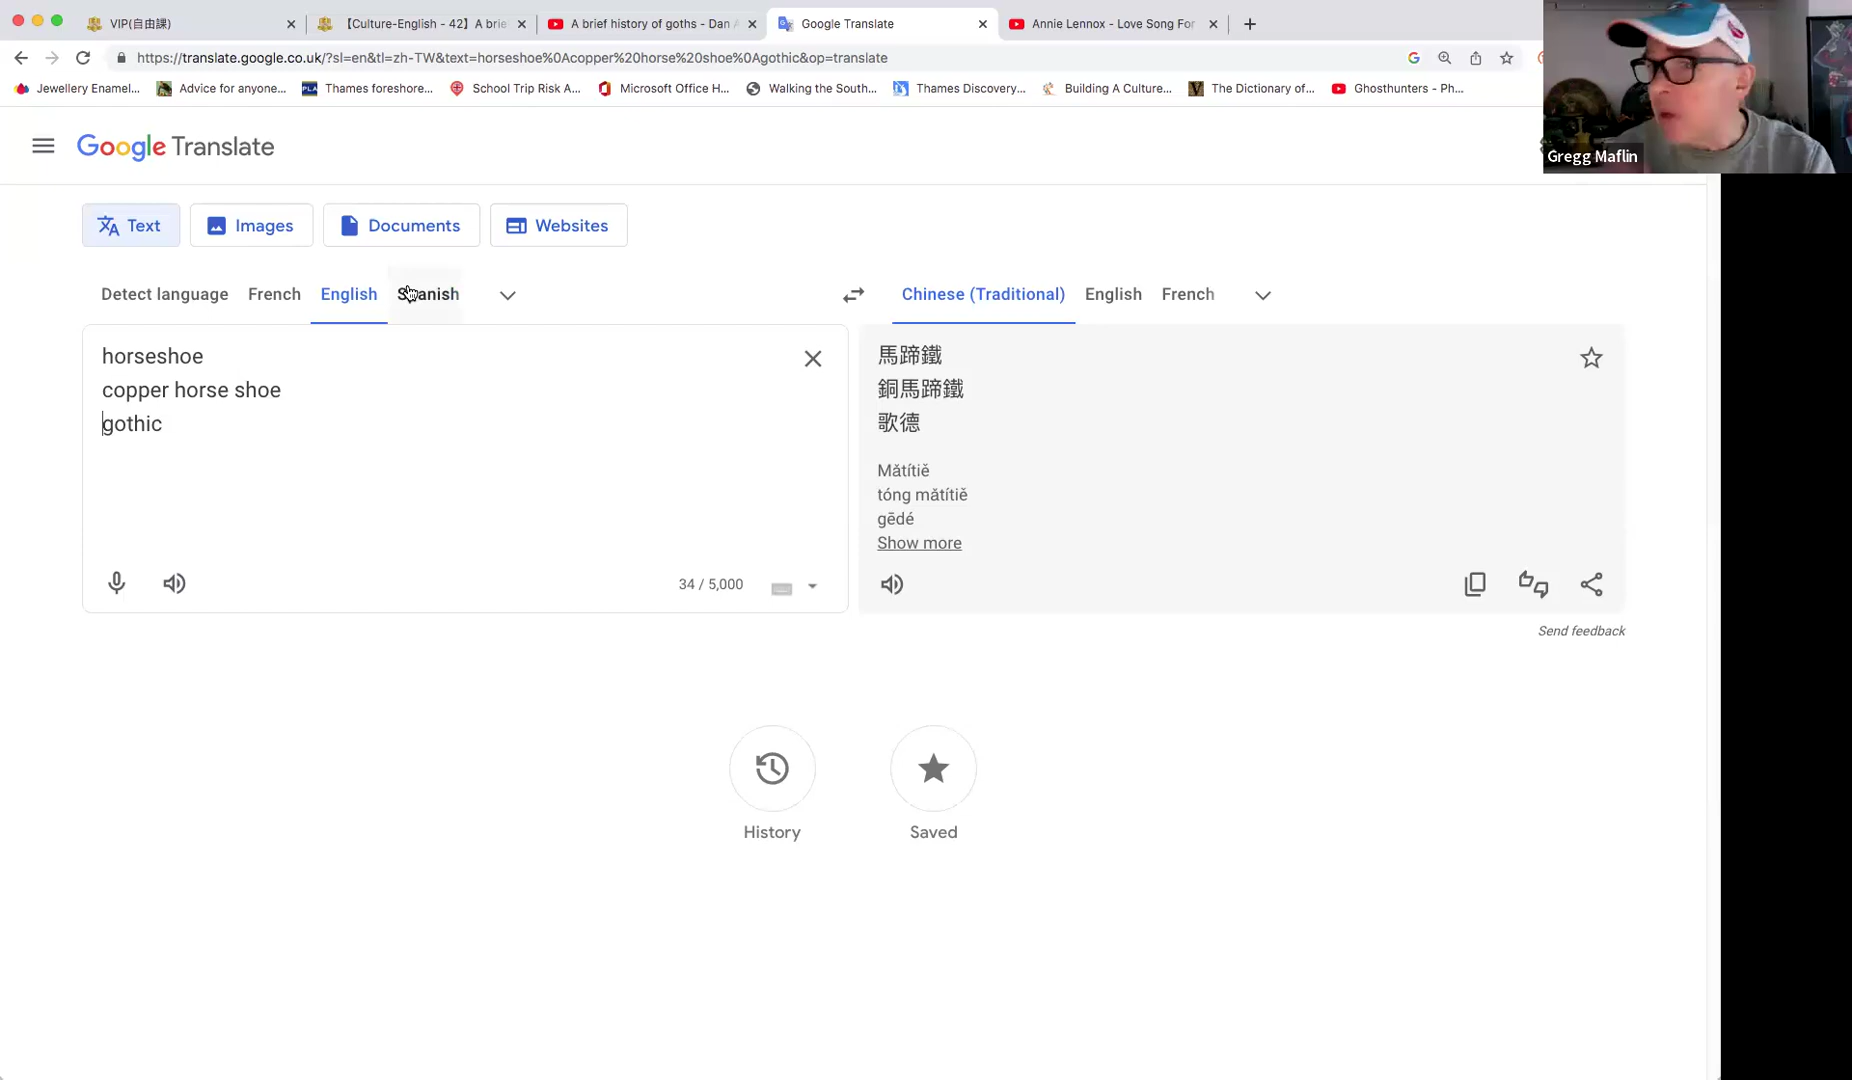 VIP(自由課)
【Culture-English - 42】A brie
A brief history of goths - Dan A
Google Translate
Annie Lennox - Love Song For
https://translate.google.co.uk/?sl=en&tl=zh-TW&text=horseshoe%0Acopper%20horse%20shoe%0Agothic&op=translate
Jewellery Enamel...
Advice for anyone...
PLA
Thames foreshore...
School Trip Risk A...
Microsoft Office H...
Walking the South...
Thames Discovery...
Building A Culture...
The Dictionary of...
Ghosthunters - Ph...
Gregg Maflin
Google Translate
Text
Images
Documents
Websites
Detect language
French
English
Spanish
Chinese (Traditional)
English
French
horseshoe
copper horse shoe
gothic
34 / 5,000
馬蹄鐵
銅馬蹄鐵
歌德
Mǎtítiě
tóng mǎtítiě
gēdé
Show more
Send feedback
History
Saved